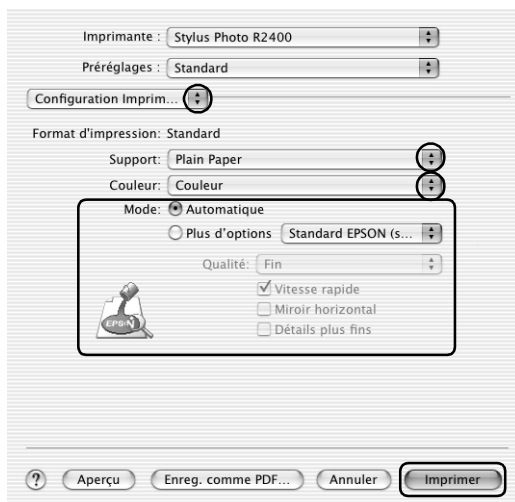 Imprimante : Stylus Photo R2400
Préréglages : Standard
Configuration Imprim...
Format d'impression: Standard
Support: Plain Paper
Couleur: Couleur
Mode: Automatique
Plus d'options Standard EPSON (s...
Qualité: Fin
Vitesse rapide
Miroir horizontal
Détails plus fins
EPSON
? Aperçu Enreg. comme PDF... Annuler Imprimer